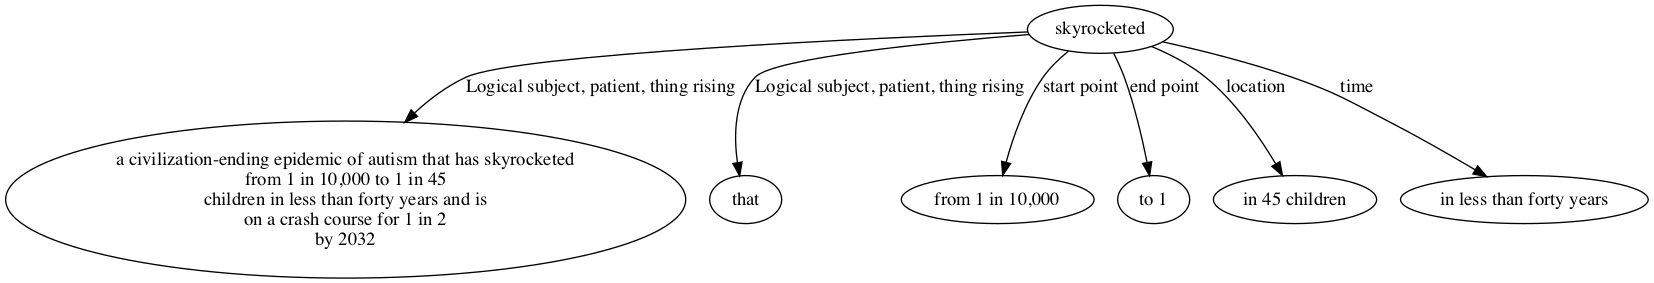 skyrocketed
Logical subject, patient, thing rising
Logical subject, patient, thing rising
start point
end point
location
time
a civilization-ending epidemic of autism that has skyrocketed
from 1 in 10,000 to 1 in 45
children in less than forty years and is
on a crash course for 1 in 2
by 2032
that
from 1 in 10,000
to 1
in 45 children
in less than forty years